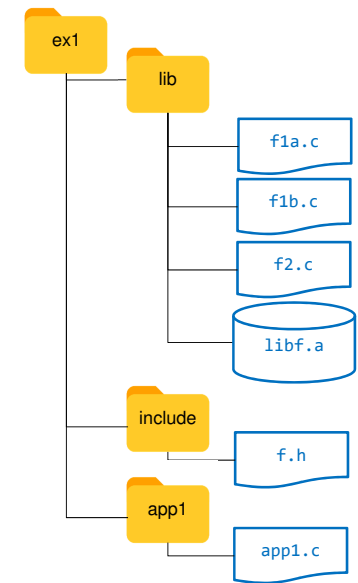 ex1
lib
f1a.c
f1b.c
f2.c
libf.a
include
f.h
app1
app1.c